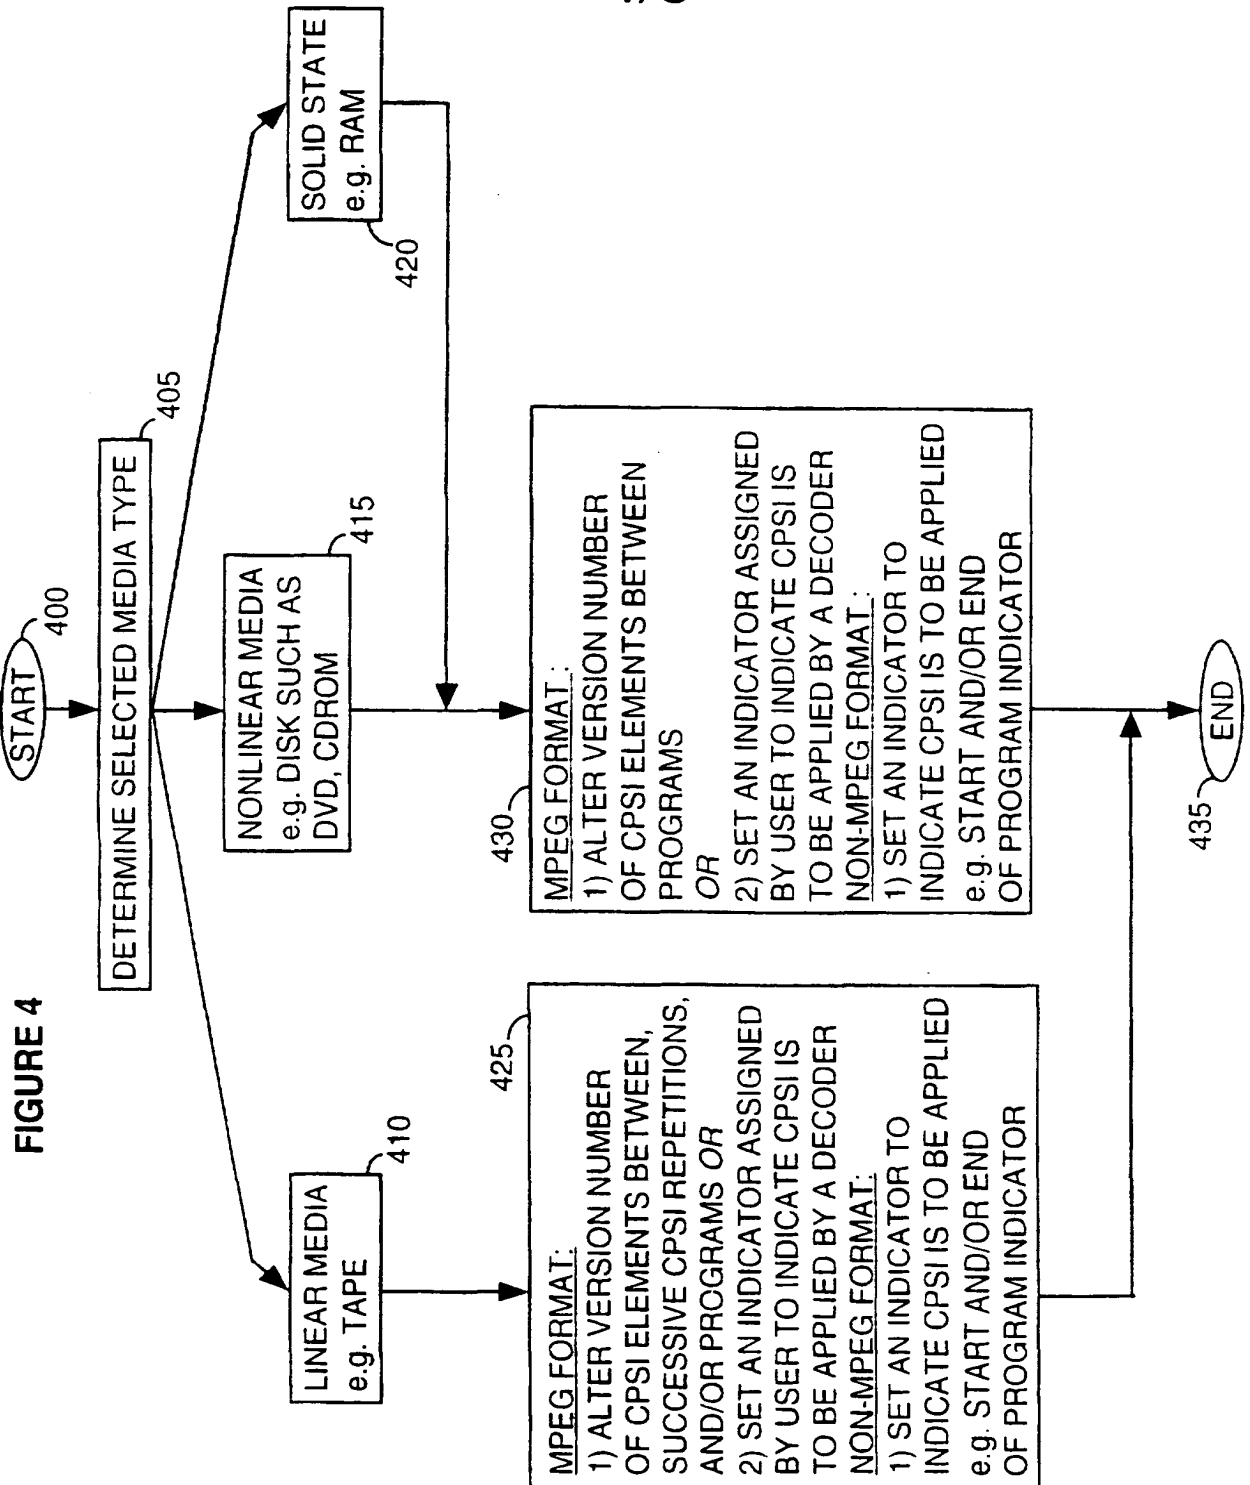 FIGURE 4
START
400
DETERMINE SELECTED MEDIA TYPE
405
LINEAR MEDIA
e.g. TAPE
410
NONLINEAR MEDIA
e.g. DISK SUCH AS
DVD, CDROM
415
SOLID STATE
e.g. RAM
420
425
MPEG FORMAT:
1) ALTER VERSION NUMBER
OF CPSI ELEMENTS BETWEEN,
SUCCESSIVE CPSI REPETITIONS,
AND/OR PROGRAMS OR
2) SET AN INDICATOR ASSIGNED
BY USER TO INDICATE CPSI IS
TO BE APPLIED BY A DECODER
NON-MPEG FORMAT:
1) SET AN INDICATOR TO
INDICATE CPSI IS TO BE APPLIED
e.g. START AND/OR END
OF PROGRAM INDICATOR
430
MPEG FORMAT:
1) ALTER VERSION NUMBER
OF CPSI ELEMENTS BETWEEN
PROGRAMS
OR
2) SET AN INDICATOR ASSIGNED
BY USER TO INDICATE CPSI IS
TO BE APPLIED BY A DECODER
NON-MPEG FORMAT:
1) SET AN INDICATOR TO
INDICATE CPSI IS TO BE APPLIED
e.g. START AND/OR END
OF PROGRAM INDICATOR
435
END